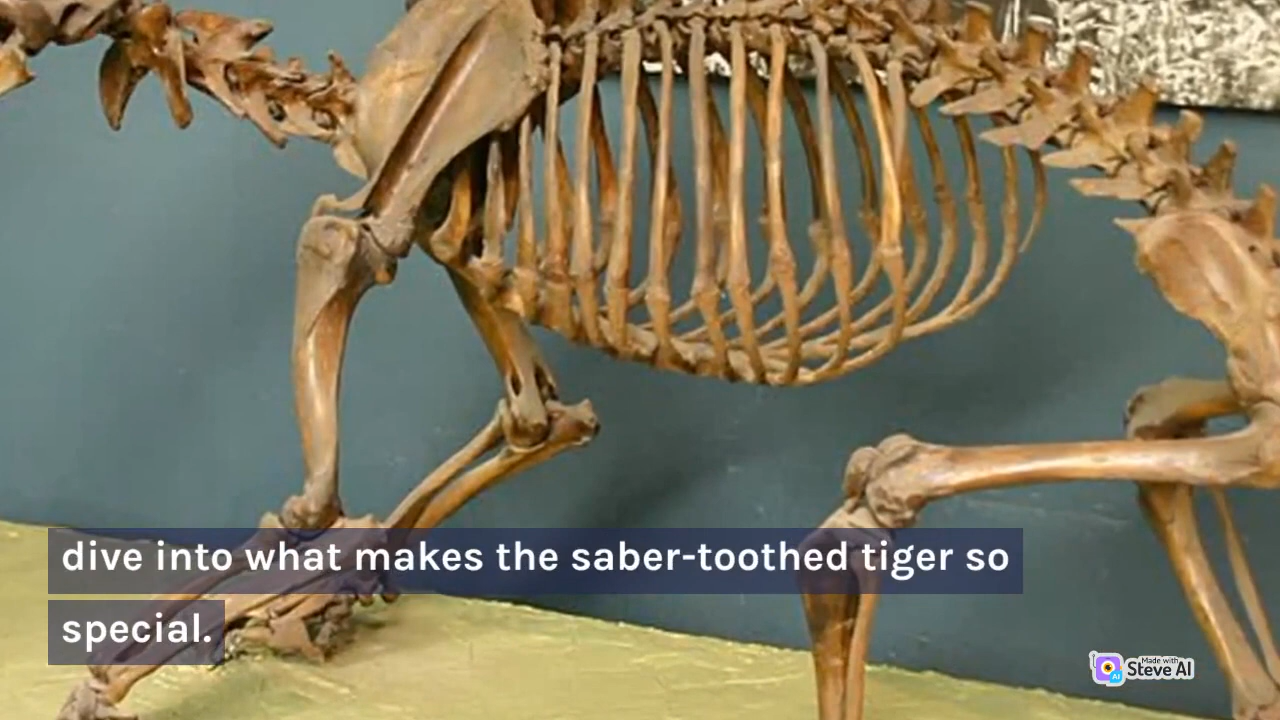 dive into what makes the saber-toothed tiger so
special.
Made with
Steve AI